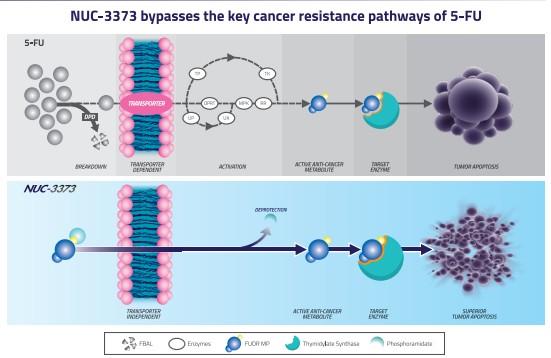 NUC-3373 bypasses the key cancer resistance pathways of 5-FU
5-FU
DPD
TRANSPORTER
TP
TK
OPRT
MPK
RR
UP
UK
BREAKDOWN
TRANSPORTER
DEPENDENT
ACTIVATION
ACTIVE ANTI-CANCER
METABOLITE
TARGET
ENZYME
TUMOR APOPTOSIS
NUC-3373
DEPROTECTION
TRANSPORTER
INDEPENDENT
ACTIVE ANTI-CANCER
METABOLITE
TARGET
ENZYME
SUPERIOR
TUMOR APOPTOSIS
FBAL
Enzymes
FUDR MP
Thymidylate Synthase
Phosphoramidate